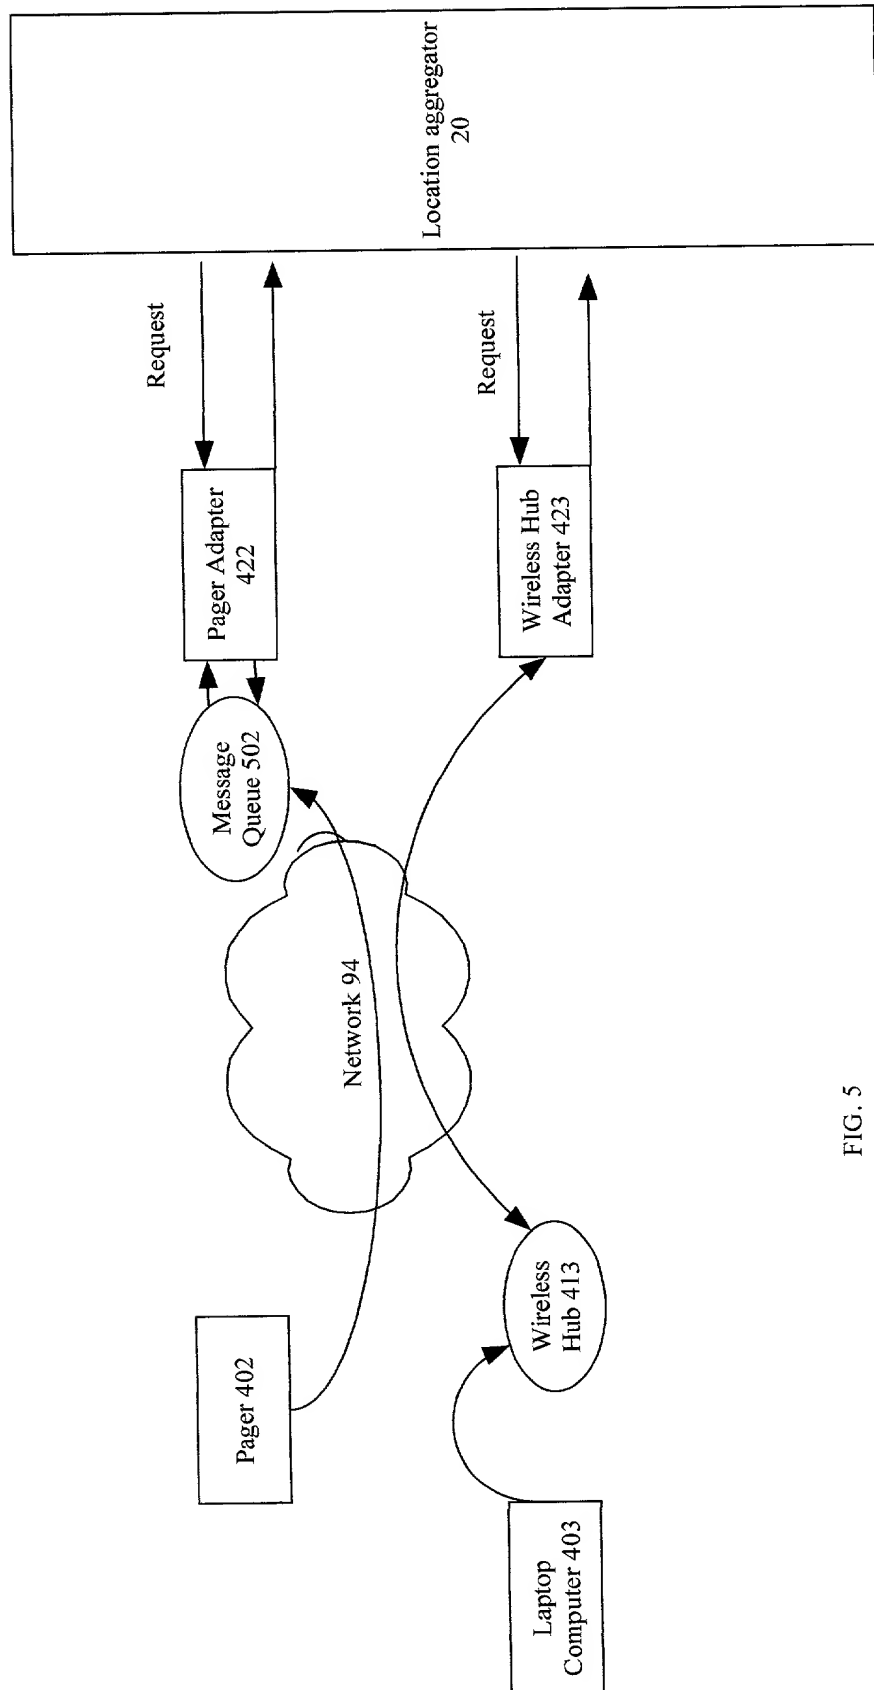 Location aggregator
20
Request
Request
Pager Adapter
422
Wireless Hub
Adapter 423
Message
Queue 502
Network 94
Pager 402
Wireless
Hub 413
Laptop
Computer 403
FIG. 5